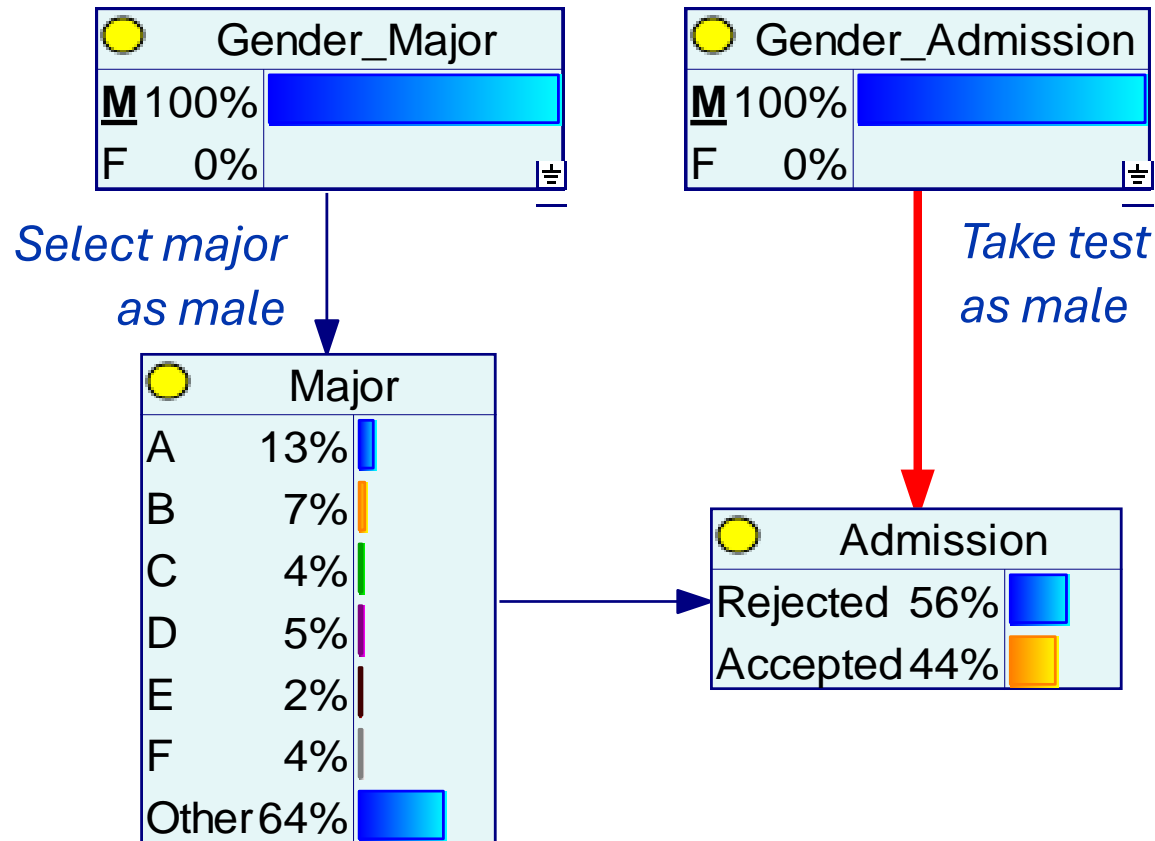 Gender_Major
M 100%
F 0%
Gender_Admission
M 100%
F 0%
Select major
as male
Take test
as male
Major
A 13%
B 7%
C 4%
D 5%
E 2%
F 4%
Other 64%
Admission
Rejected 56%
Accepted 44%